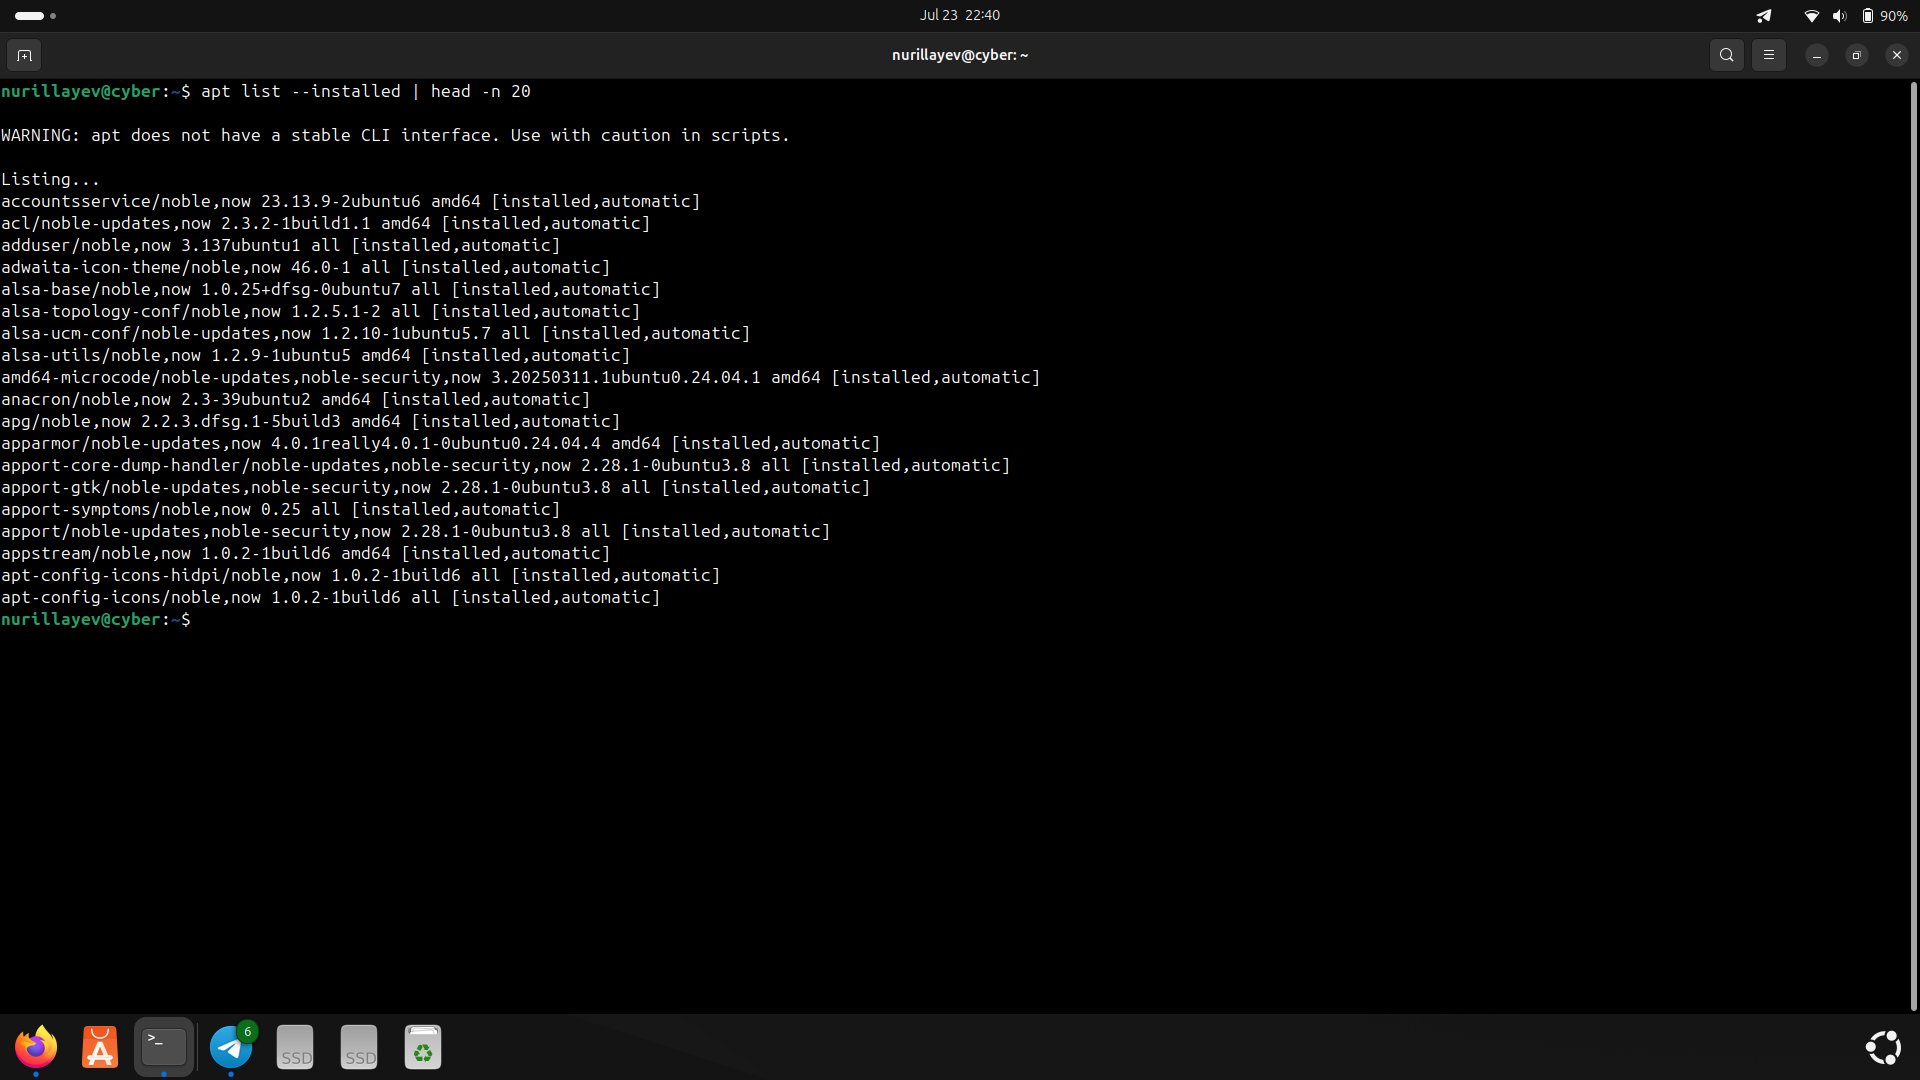 Jul 23 22:40
90%
nurillayev@cyber: ~
nurillayev@cyber:~$ apt list --installed | head -n 20
WARNING: apt does not have a stable CLI interface. Use with caution in scripts.
Listing...
accountsservice/noble,now 23.13.9-2ubuntu6 amd64 [installed,automatic]
acl/noble-updates,now 2.3.2-1build1.1 amd64 [installed,automatic]
adduser/noble,now 3.137ubuntu1 all [installed,automatic]
adwaita-icon-theme/noble,now 46.0-1 all [installed,automatic]
alsa-base/noble,now 1.0.25+dfsg-0ubuntu7 all [installed,automatic]
alsa-topology-conf/noble,now 1.2.5.1-2 all [installed,automatic]
alsa-ucm-conf/noble-updates,now 1.2.10-1ubuntu5.7 all [installed,automatic]
alsa-utils/noble,now 1.2.9-1ubuntu5 amd64 [installed,automatic]
amd64-microcode/noble-updates,noble-security,now 3.20250311.1ubuntu0.24.04.1 amd64 [installed,automatic]
anacron/noble,now 2.3-39ubuntu2 amd64 [installed,automatic]
apg/noble,now 2.2.3.dfsg.1-5build3 amd64 [installed,automatic]
apparmor/noble-updates,now 4.0.1really4.0.1-0ubuntu0.24.04.4 amd64 [installed,automatic]
apport-core-dump-handler/noble-updates,noble-security,now 2.28.1-0ubuntu3.8 all [installed,automatic]
apport-gtk/noble-updates,noble-security,now 2.28.1-0ubuntu3.8 all [installed,automatic]
apport-symptoms/noble,now 0.25 all [installed,automatic]
apport/noble-updates,noble-security,now 2.28.1-0ubuntu3.8 all [installed,automatic]
appstream/noble,now 1.0.2-1build6 amd64 [installed,automatic]
apt-config-icons-hidpi/noble,now 1.0.2-1build6 all [installed,automatic]
apt-config-icons/noble,now 1.0.2-1build6 all [installed,automatic]
nurillayev@cyber:~$
>_
6
SSD
SSD